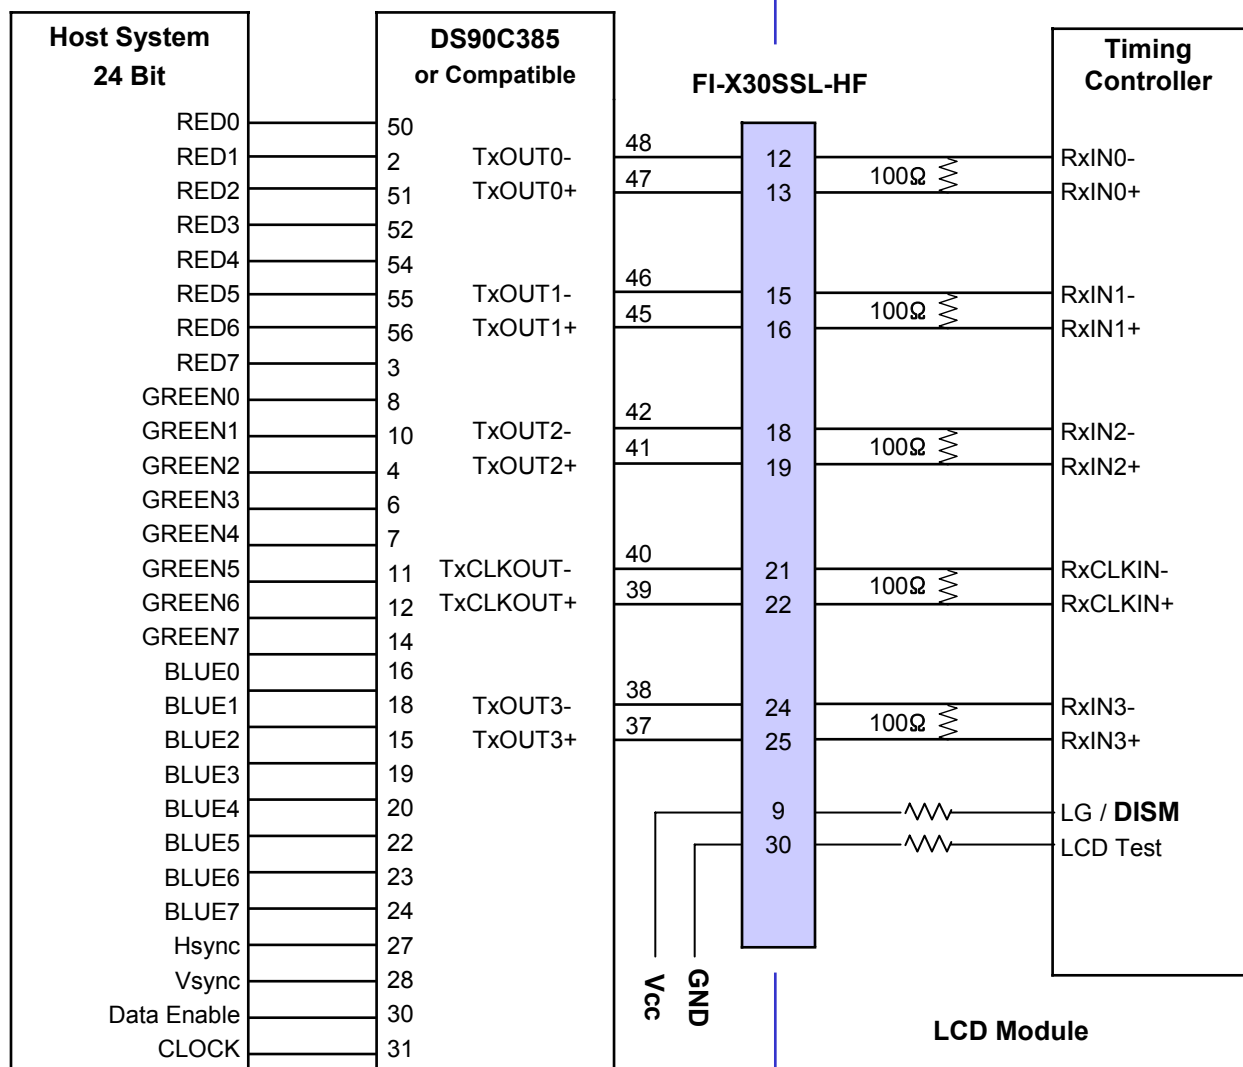 Host System
24 Bit
RED0
RED1
RED2
RED3
RED4
RED5
RED6
RED7
GREEN0
GREEN1
GREEN2
GREEN3
GREEN4
GREEN5
GREEN6
GREEN7
BLUE0
BLUE1
BLUE2
BLUE3
BLUE4
BLUE5
BLUE6
BLUE7
Hsync
Vsync
Data Enable
CLOCK
DS90C385
or Compatible
50
2
51
52
54
55
56
3
8
10
4
6
7
11
12
14
16
18
15
19
20
22
23
24
27
28
30
31
TxOUT0-
TxOUT0+
TxOUT1-
TxOUT1+
TxOUT2-
TxOUT2+
TxCLKOUT-
TxCLKOUT+
TxOUT3-
TxOUT3+
48
47
46
45
42
41
40
39
38
37
Vcc
GND
FI-X30SSL-HF
12
13
15
16
18
19
21
22
24
25
9
30
100Ω
100Ω
100Ω
100Ω
100Ω
Timing
Controller
RxIN0-
RxIN0+
RxIN1-
RxIN1+
RxIN2-
RxIN2+
RxCLKIN-
RxCLKIN+
RxIN3-
RxIN3+
LG / DISM
LCD Test
LCD Module